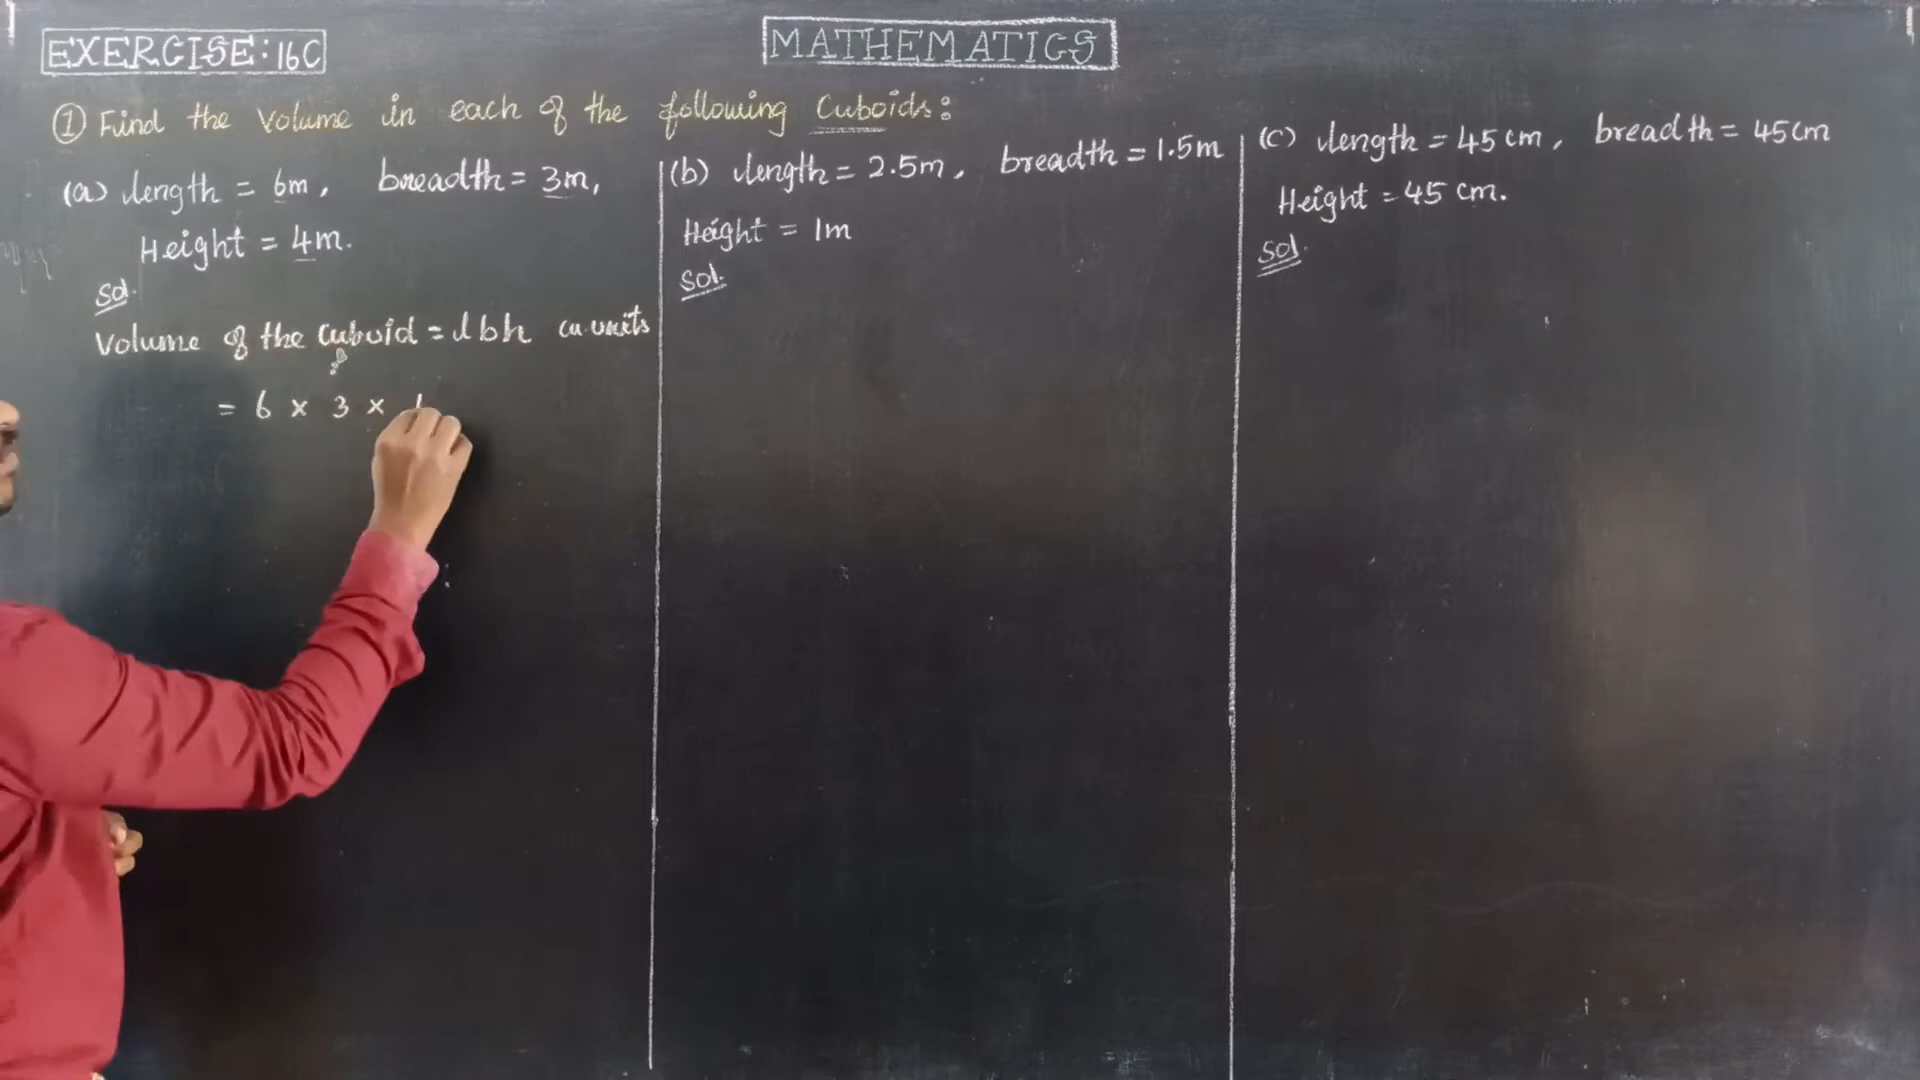 EXERCISE: 16C
MATHEMATICS
① Find the Volume in each of the following Cuboids:
(a) length = 6m, breadth = 3m,
Height = 4m.
Sol.
Volume of the cuboid = lbh cu.units
= 6 × 3 ×
(b) length = 2.5m, breadth = 1.5m
Height = 1m
Sol.
(c) length = 45 cm, breadth = 45cm
Height = 45 cm.
Sol.